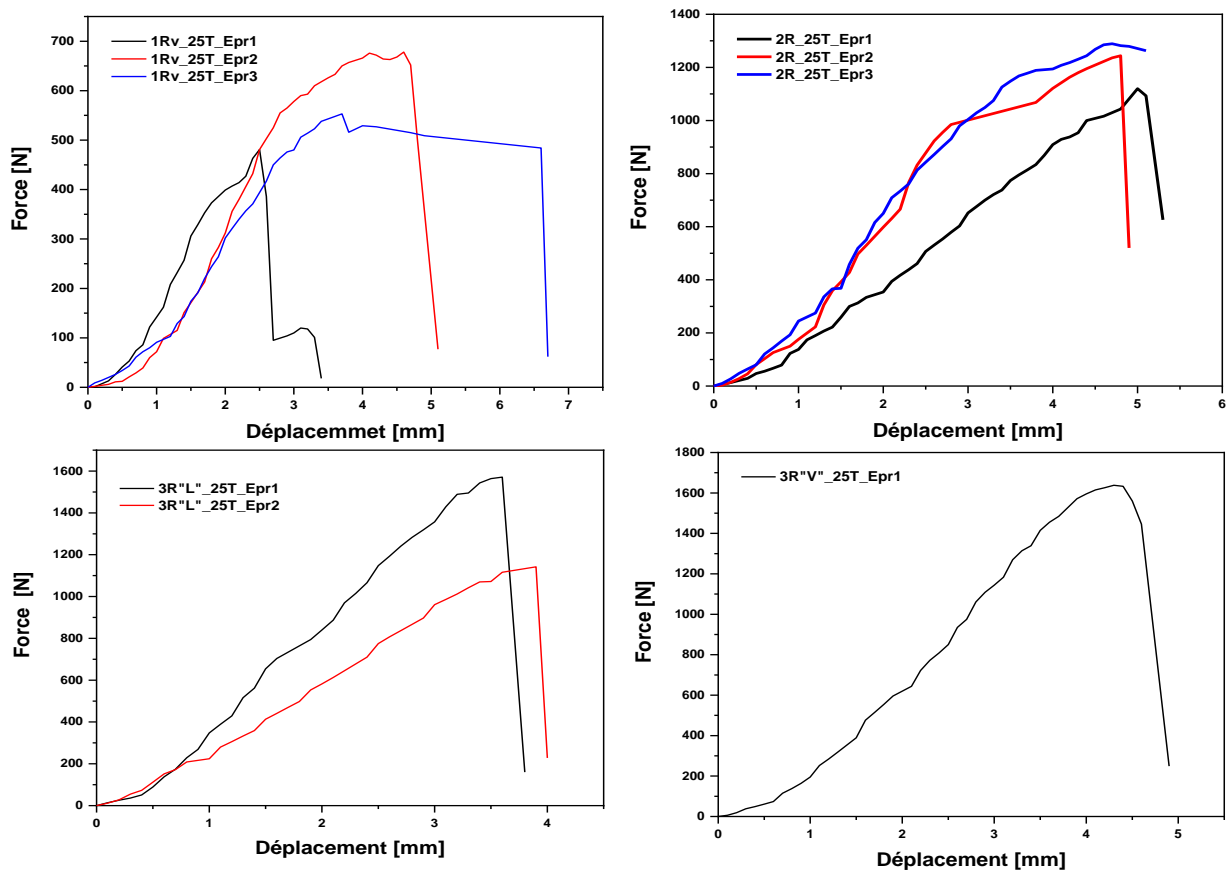 1Rv_25T_Epr1
1Rv_25T_Epr2
1Rv_25T_Epr3
Force [N]
700
600
500
400
300
200
100
0
0 1 2 3 4 5 6 7
Déplacemmet [mm]
2R_25T_Epr1
2R_25T_Epr2
2R_25T_Epr3
Force [N]
1400
1200
1000
800
600
400
200
0
0 1 2 3 4 5 6
Déplacement [mm]
3R"L"_25T_Epr1
3R"L"_25T_Epr2
Force [N]
1600
1400
1200
1000
800
600
400
200
0
0 1 2 3 4
Déplacement [mm]
3R"V"_25T_Epr1
Force [N]
1800
1600
1400
1200
1000
800
600
400
200
0
0 1 2 3 4 5
Déplacement [mm]